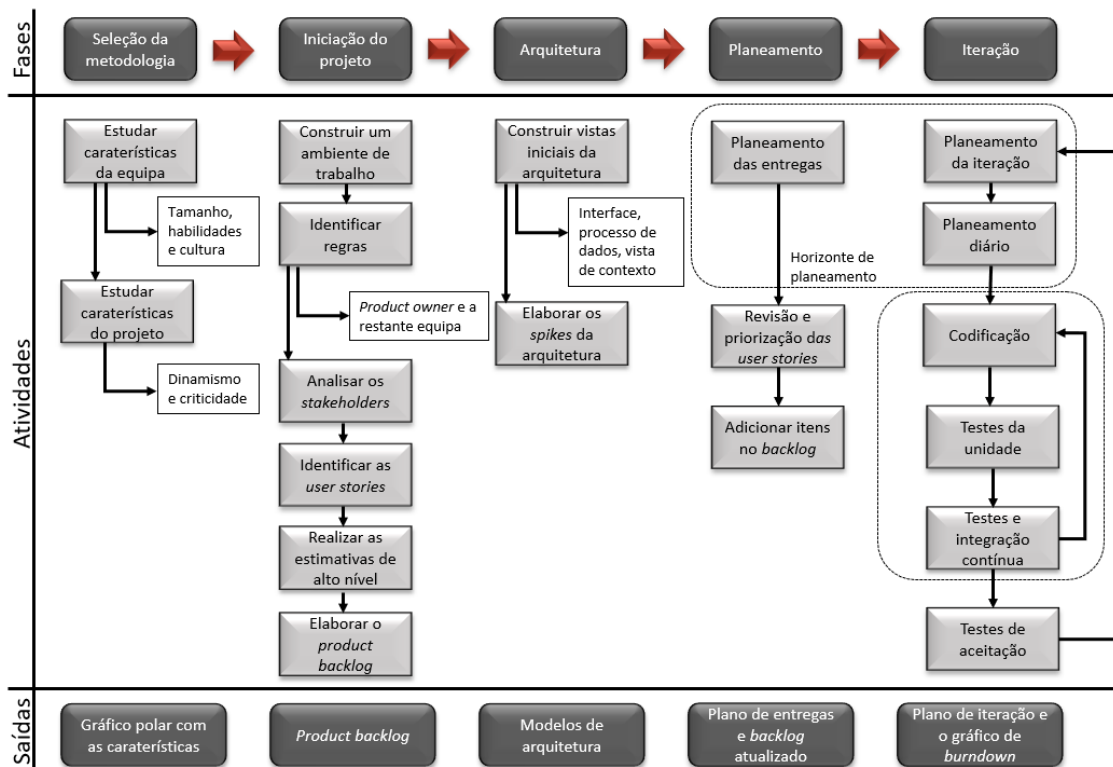 Fases
Seleção da
metodologia
Iniciação do
projeto
Arquitetura
Planeamento
Iteração
Atividades
Estudar
caraterísticas
da equipa
Tamanho,
habilidades
e cultura
Estudar
caraterísticas
do projeto
Dinamismo
e criticidade
Construir um
ambiente de
trabalho
Identificar
regras
Product owner e a
restante equipa
Analisar os
stakeholders
Identificar as
user stories
Realizar as
estimativas de
alto nível
Elaborar o
product
backlog
Construir vistas
iniciais da
arquitetura
Interface,
processo de
dados, vista
de contexto
Elaborar os
spikes da
arquitetura
Planeamento
das entregas
Horizonte de
planeamento
Revisão e
priorização das
user stories
Adicionar itens
no backlog
Planeamento
da iteração
Planeamento
diário
Codificação
Testes da
unidade
Testes e
integração
contínua
Testes de
aceitação
Saídas
Gráfico polar com
as caraterísticas
Product backlog
Modelos de
arquitetura
Plano de entregas
e backlog
atualizado
Plano de iteração e
o gráfico de
burndown